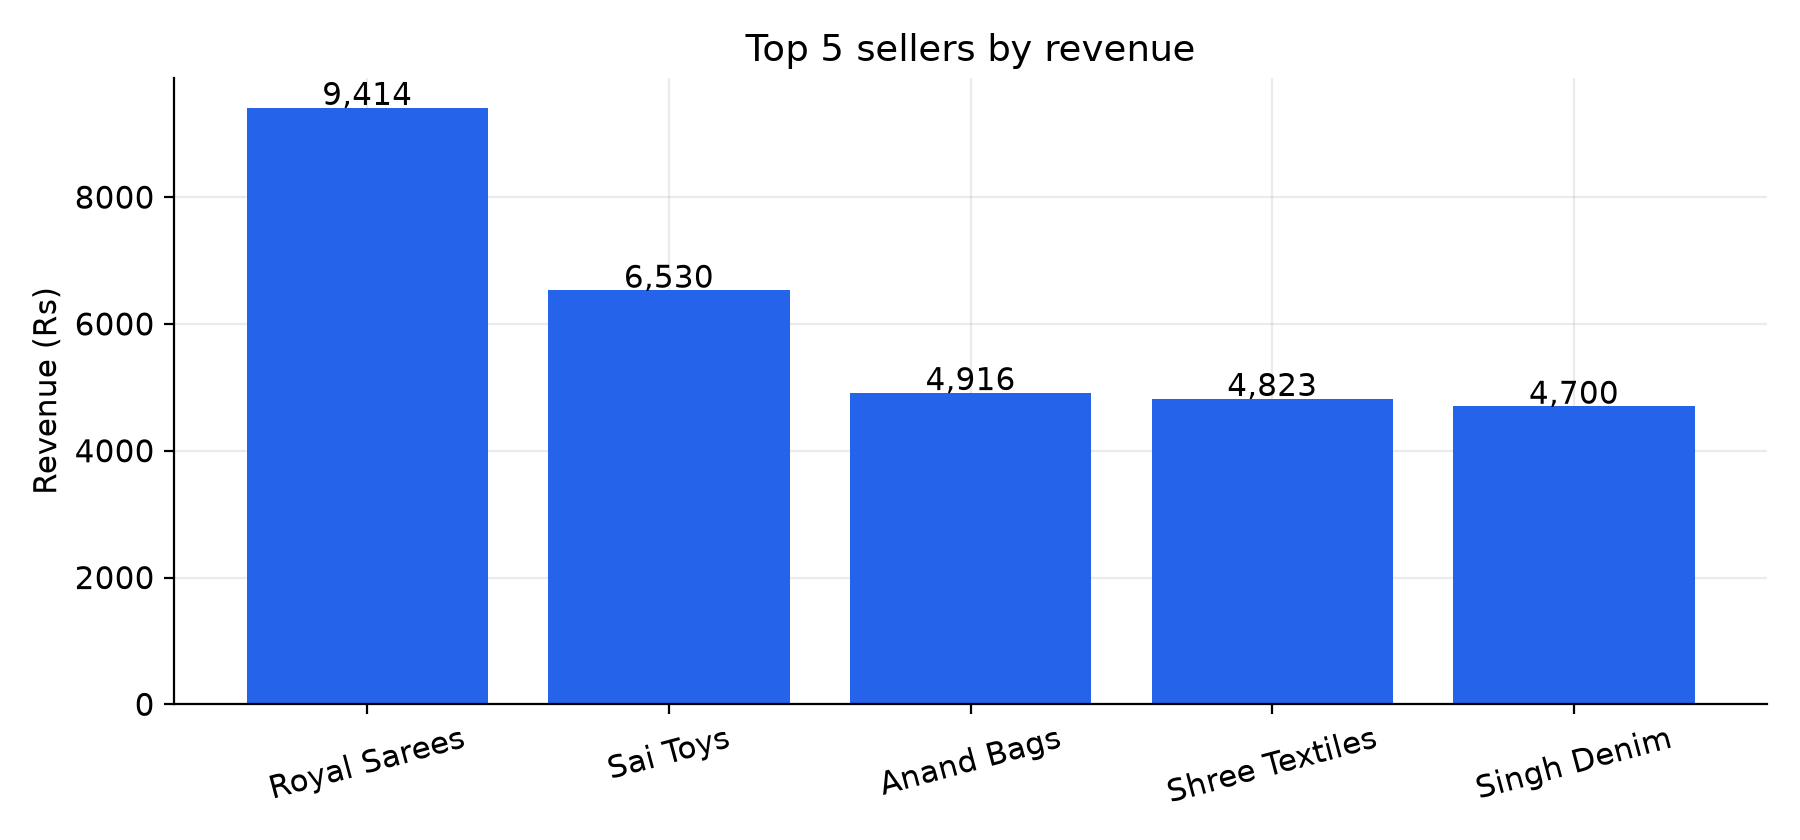 Top 5 sellers by revenue
9,414
6,530
4,916
4,823
4,700
Revenue (Rs)
8000
6000
4000
2000
0
Royal Sarees
Sai Toys
Anand Bags
Shree Textiles
Singh Denim